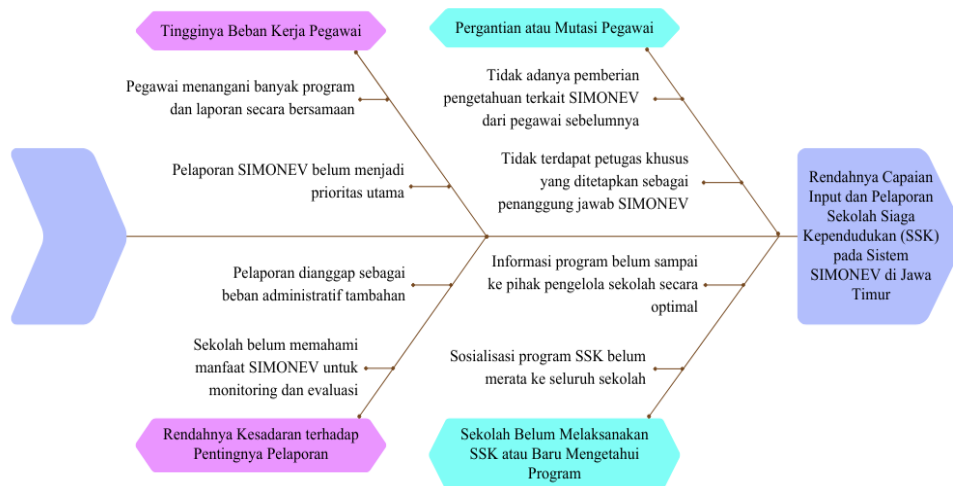 Tingginya Beban Kerja Pegawai
Pegawai menangani banyak program
dan laporan secara bersamaan
Pelaporan SIMONEV belum menjadi
prioritas utama
Pergantian atau Mutasi Pegawai
Tidak adanya pemberian
pengetahuan terkait SIMONEV
dari pegawai sebelumnya
Tidak terdapat petugas khusus
yang ditetapkan sebagai
penanggung jawab SIMONEV
Rendahnya Capaian
Input dan Pelaporan
Sekolah Siaga
Kependudukan (SSK)
pada Sistem
SIMONEV di Jawa
Timur
Pelaporan dianggap sebagai
beban administratif tambahan
Sekolah belum memahami
manfaat SIMONEV untuk
monitoring dan evaluasi
Rendahnya Kesadaran terhadap
Pentingnya Pelaporan
Informasi program belum sampai
ke pihak pengelola sekolah secara
optimal
Sosialisasi program SSK belum
merata ke seluruh sekolah
Sekolah Belum Melaksanakan
SSK atau Baru Mengetahui
Program